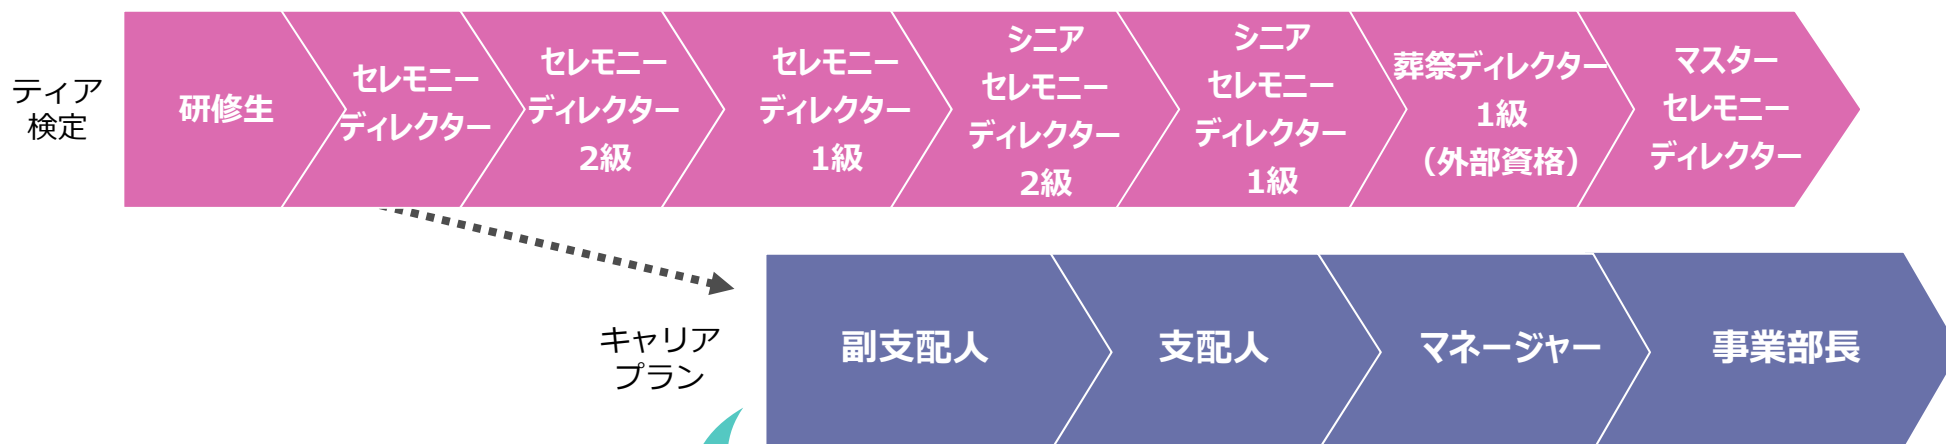 ティア
検定
研修生
セレモニー
ディレクター
セレモニー
ディレクター
2級
セレモニー
ディレクター
1級
シニア
セレモニー
ディレクター
2級
シニア
セレモニー
ディレクター
1級
葬祭ディレクター
1級
（外部資格）
マスター
セレモニー
ディレクター
キャリア
プラン
副支配人
支配人
マネージャー
事業部長